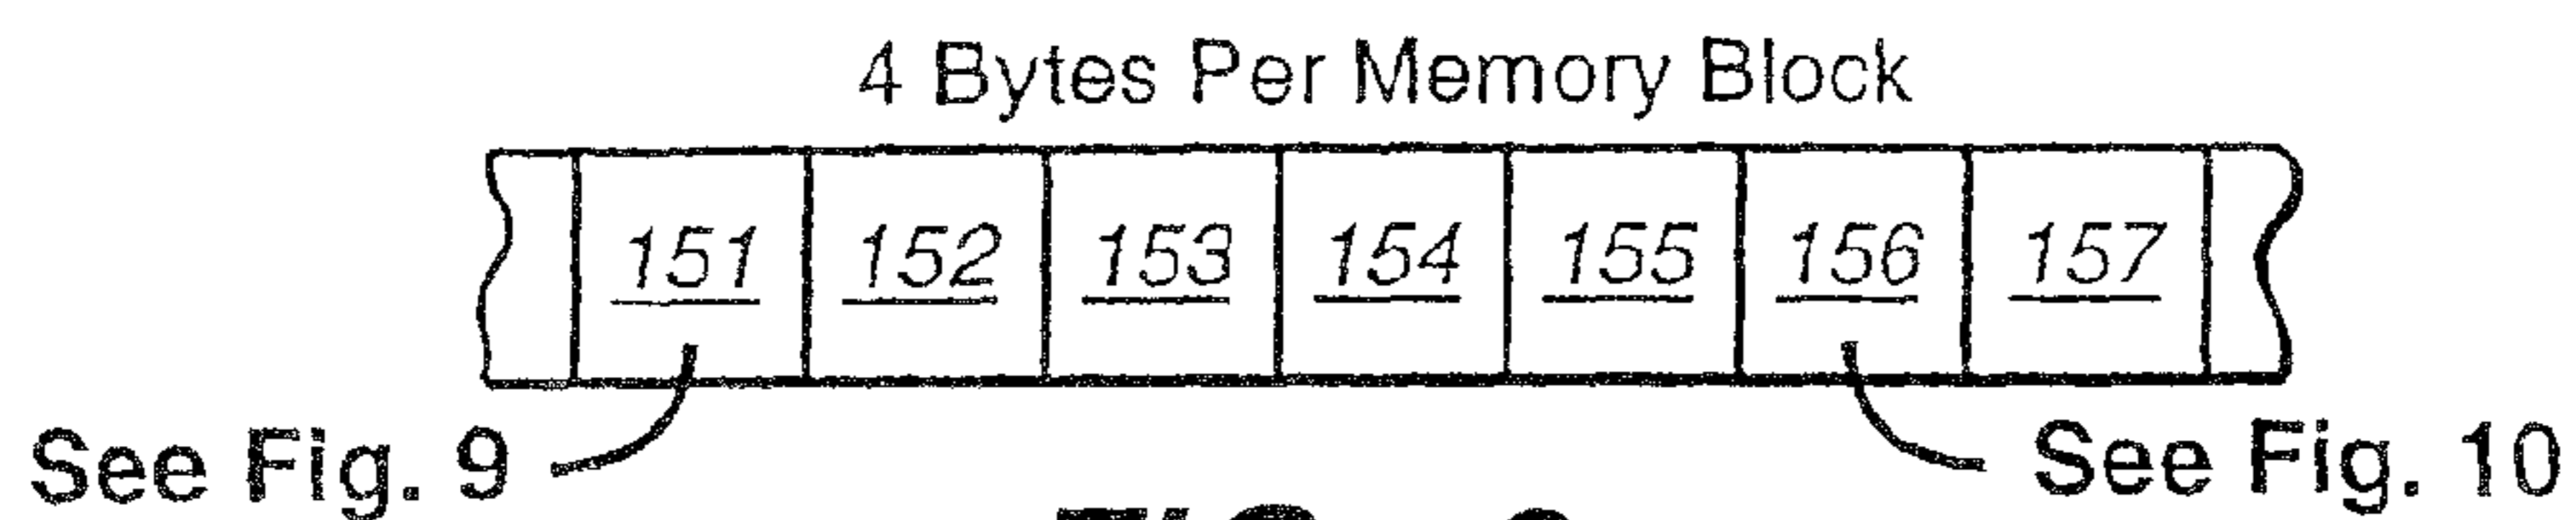 4 Bytes Per Memory Block
151 152 153 154 155 156 157
See Fig. 9 See Fig. 10